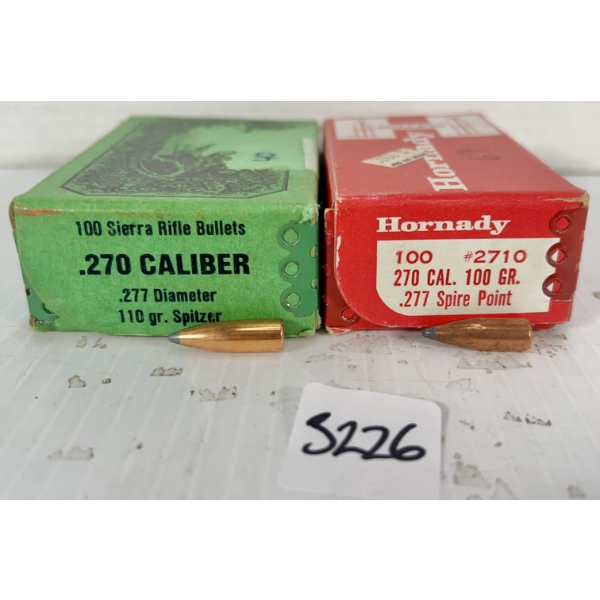 100 Sierra Rifle Bullets
.270 CALIBER
.277 Diameter
110 gr. Spitzer
Hornady
Hornady
100 #2710
270 CAL. 100 GR.
.277 Spire Point
S226